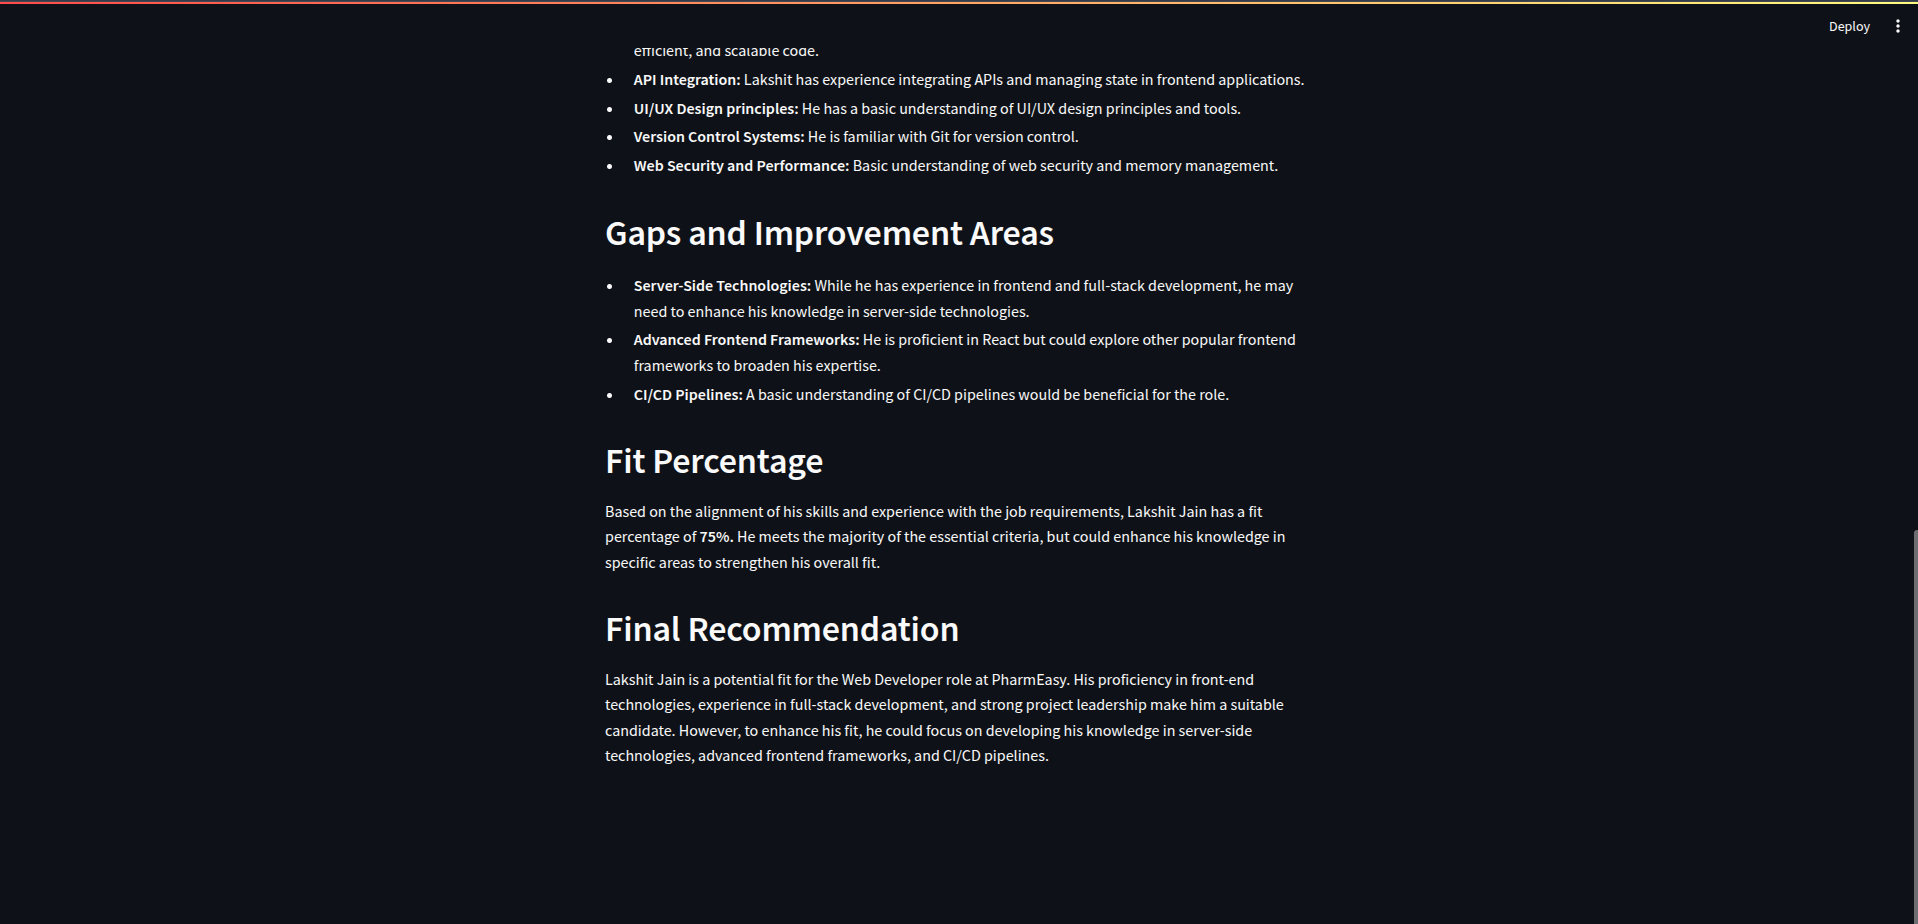 Deploy
efficient, and scalable code.
API Integration: Lakshit has experience integrating APIs and managing state in frontend applications.
UI/UX Design principles: He has a basic understanding of UI/UX design principles and tools.
Version Control Systems: He is familiar with Git for version control.
Web Security and Performance: Basic understanding of web security and memory management.
Gaps and Improvement Areas
Server-Side Technologies: While he has experience in frontend and full-stack development, he may
need to enhance his knowledge in server-side technologies.
Advanced Frontend Frameworks: He is proficient in React but could explore other popular frontend
frameworks to broaden his expertise.
CI/CD Pipelines: A basic understanding of CI/CD pipelines would be beneficial for the role.
Fit Percentage
Based on the alignment of his skills and experience with the job requirements, Lakshit Jain has a fit
percentage of 75%. He meets the majority of the essential criteria, but could enhance his knowledge in
specific areas to strengthen his overall fit.
Final Recommendation
Lakshit Jain is a potential fit for the Web Developer role at PharmEasy. His proficiency in front-end
technologies, experience in full-stack development, and strong project leadership make him a suitable
candidate. However, to enhance his fit, he could focus on developing his knowledge in server-side
technologies, advanced frontend frameworks, and CI/CD pipelines.